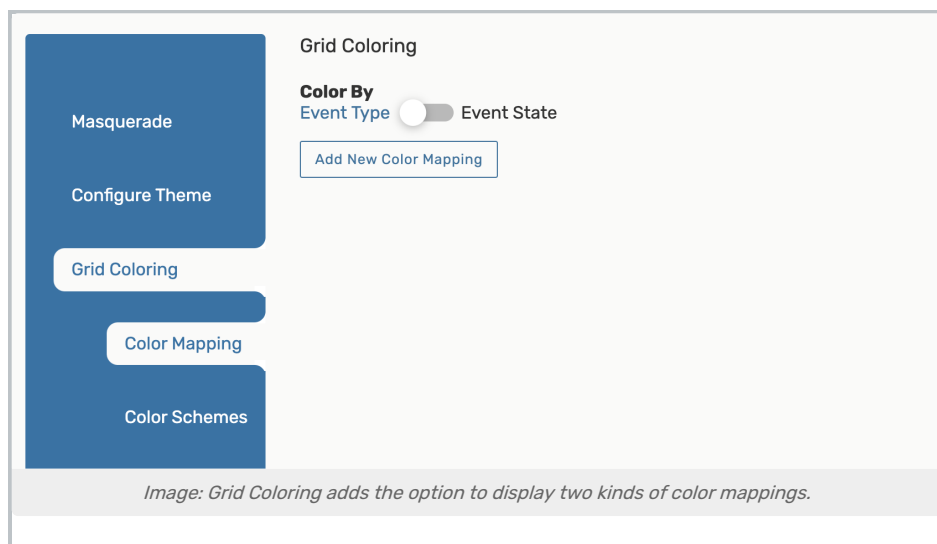 Masquerade
Configure Theme
Grid Coloring
Color Mapping
Color Schemes
Grid Coloring
Color By
Event Type Event State
Add New Color Mapping
Image: Grid Coloring adds the option to display two kinds of color mappings.